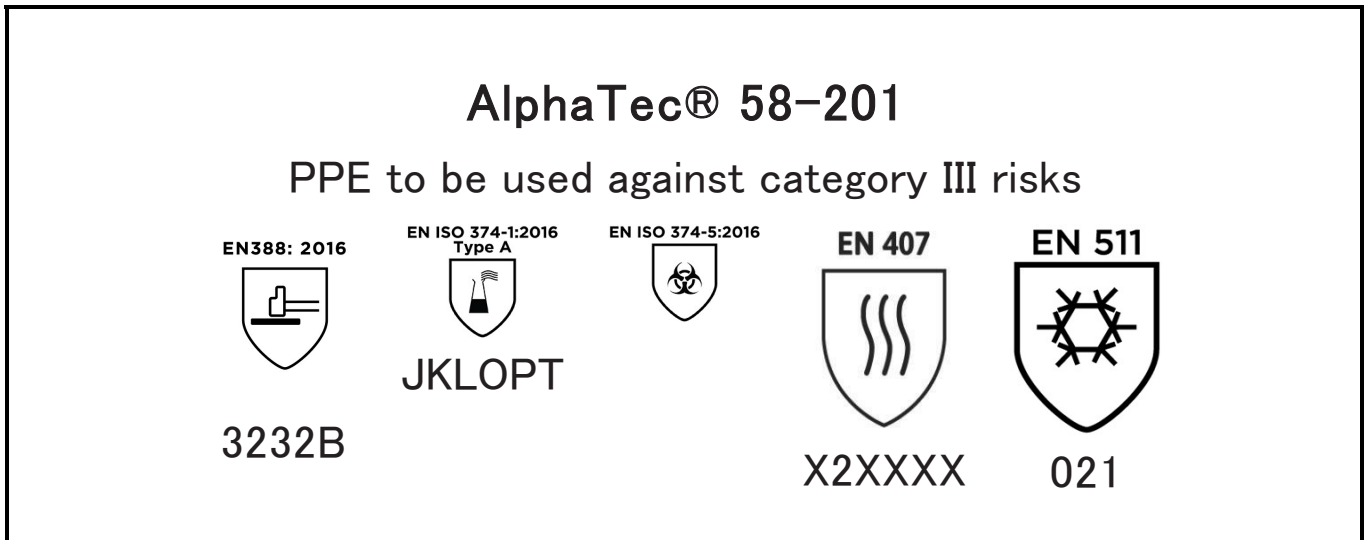 AlphaTec® 58-201
PPE to be used against category III risks
EN388: 2016
3232B
EN ISO 374-1:2016
Type A
JKLOPT
EN ISO 374-5:2016
EN 407
X2XXXX
EN 511
021